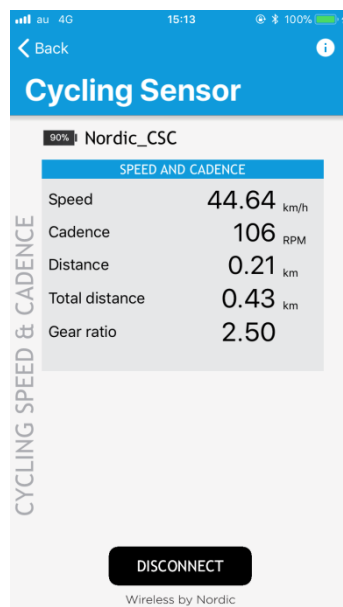 au 4G 15:13 100%
Back
Cycling Sensor
90% Nordic_CSC
SPEED AND CADENCE
Speed 44.64 km/h
Cadence 106 RPM
Distance 0.21 km
Total distance 0.43 km
Gear ratio 2.50
CYCLING SPEED & CADENCE
DISCONNECT
Wireless by Nordic